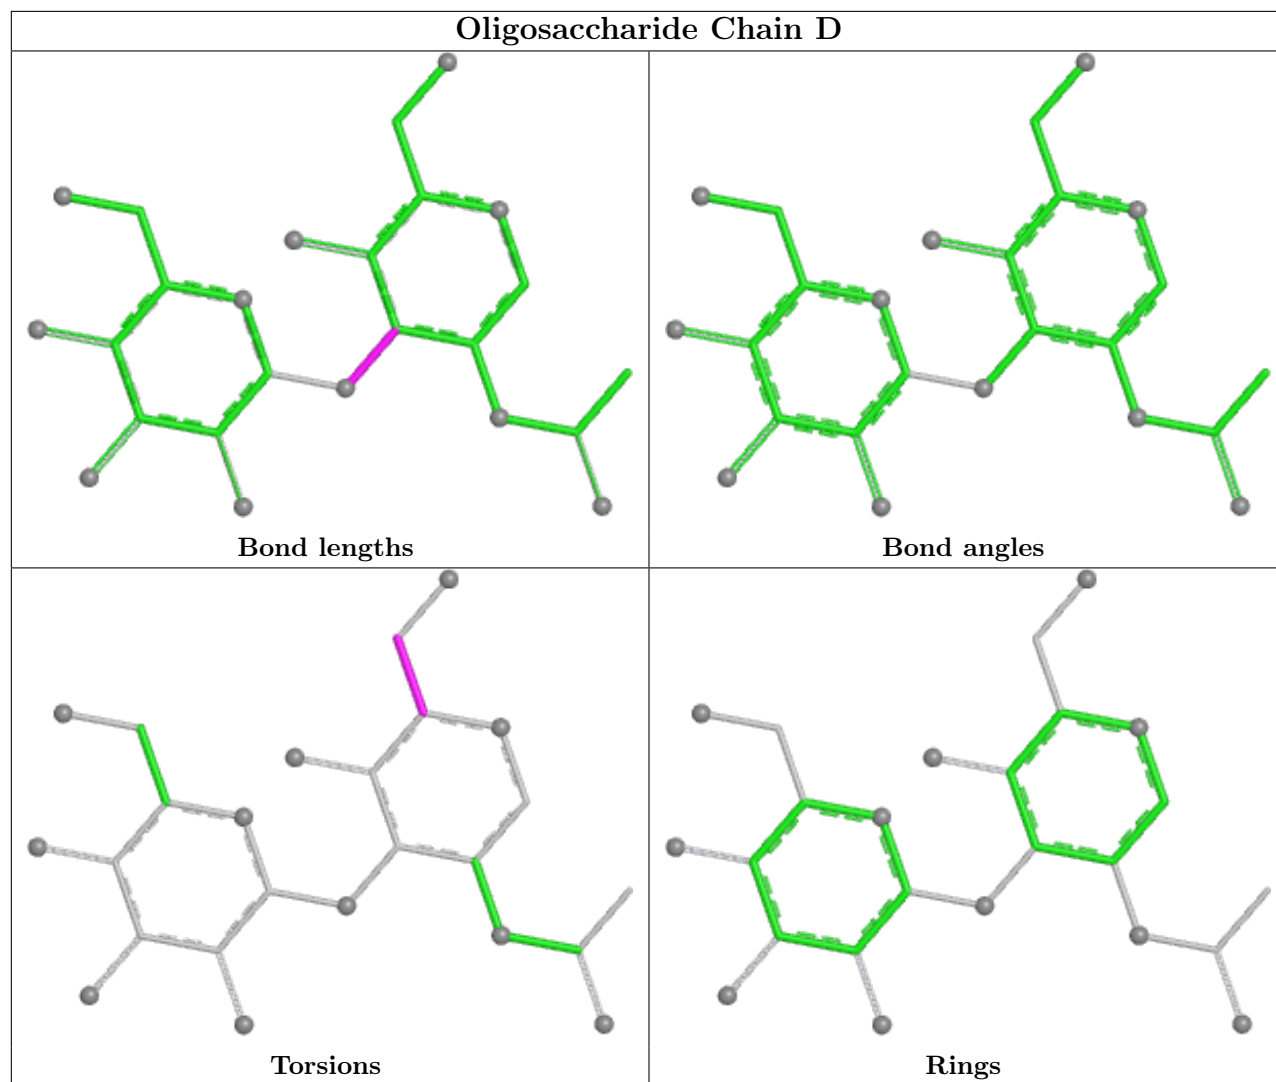 Oligosaccharide Chain D
Bond lengths
Bond angles
Torsions
Rings